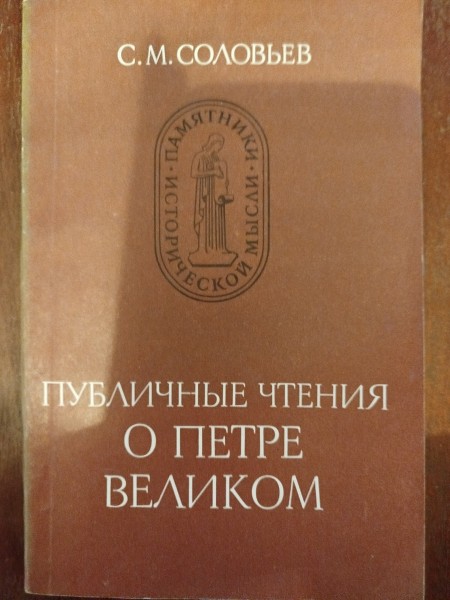 С. М. СОЛОВЬЕВ
· ПАМЯТНИКИ ·
ИСТОРИЧЕСКОЙ МЫСЛИ
ПУБЛИЧНЫЕ ЧТЕНИЯ
О ПЕТРЕ
ВЕЛИКОМ